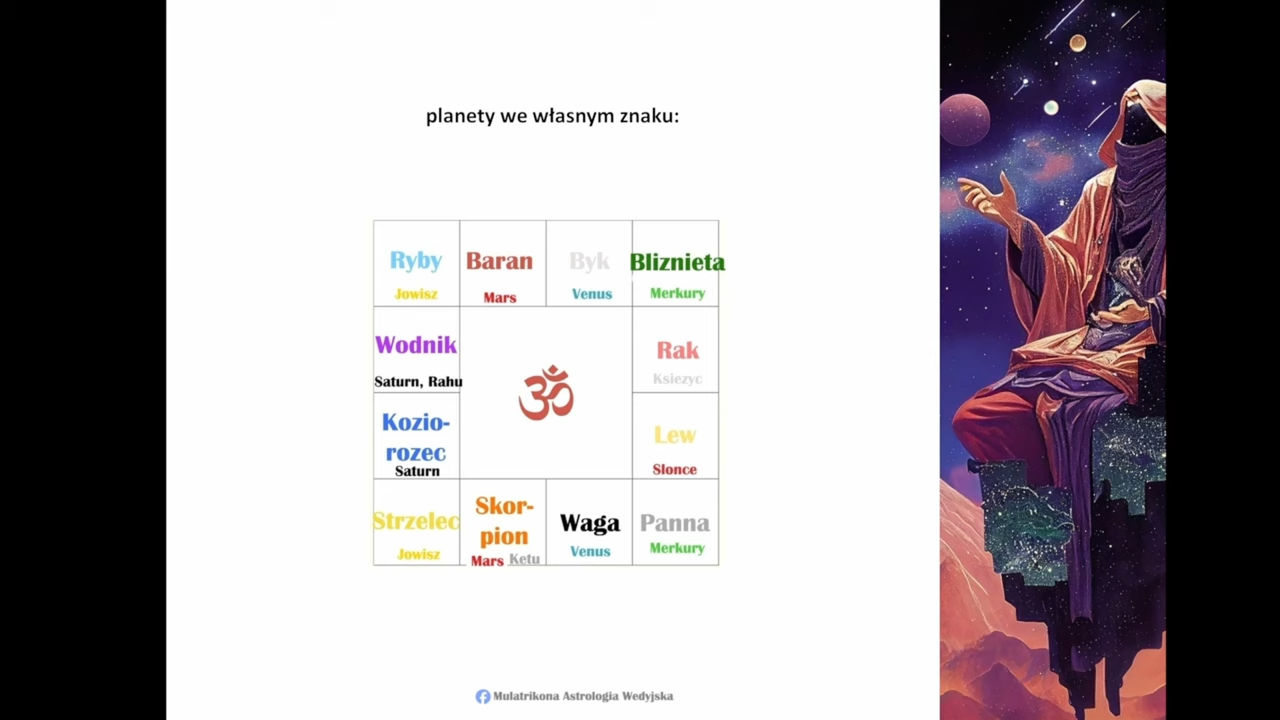 planety we własnym znaku:
Ryby
Jowisz
Baran
Mars
Byk
Venus
Bliznieta
Merkury
Wodnik
Saturn, Rahu
Rak
Ksiezyc
Kozio-
rozec
Saturn
Lew
Slonce
Strzelec
Jowisz
Skor-
pion
Mars Ketu
Waga
Venus
Panna
Merkury
ॐ
Mulatrikona Astrologia Wedyjska